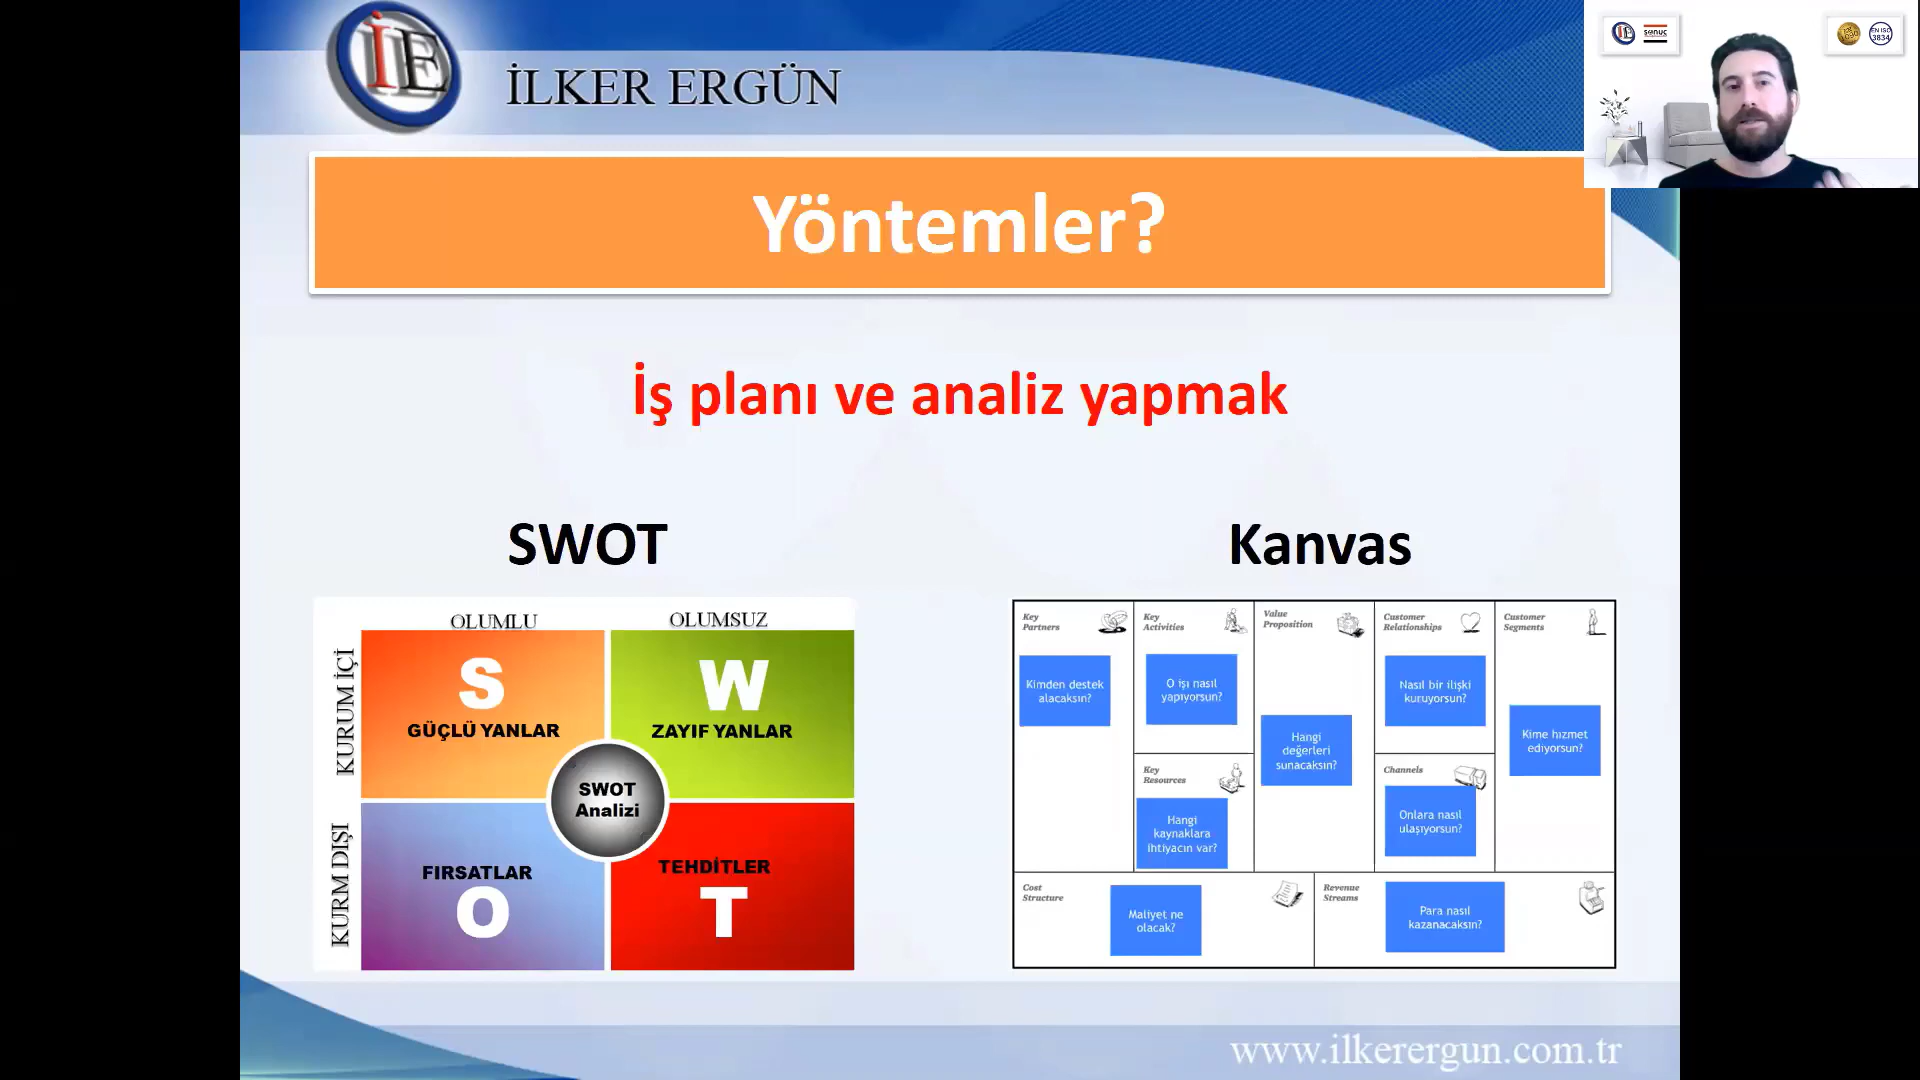 İE
İLKER ERGÜN
EN ISO
3834
Yöntemler?
İş planı ve analiz yapmak
SWOT
Kanvas
OLUMLU
OLUMSUZ
KURUM İÇİ
KURM DIŞI
S
GÜÇLÜ YANLAR
W
ZAYIF YANLAR
SWOT
Analizi
FIRSATLAR
O
TEHDİTLER
T
Key
Partners
Kimden destek
alacaksın?
Key
Activities
O işi nasıl
yapıyorsun?
Key
Resources
Hangi
kaynaklara
ihtiyacın var?
Value
Proposition
Hangi
değerleri
sunacaksın?
Customer
Relationships
Nasıl bir ilişki
kuruyorsun?
Channels
Onlara nasıl
ulaşıyorsun?
Customer
Segments
Kime hizmet
ediyorsun?
Cost
Structure
Maliyet ne
olacak?
Revenue
Streams
Para nasıl
kazanacaksın?
www.ilkerergun.com.tr